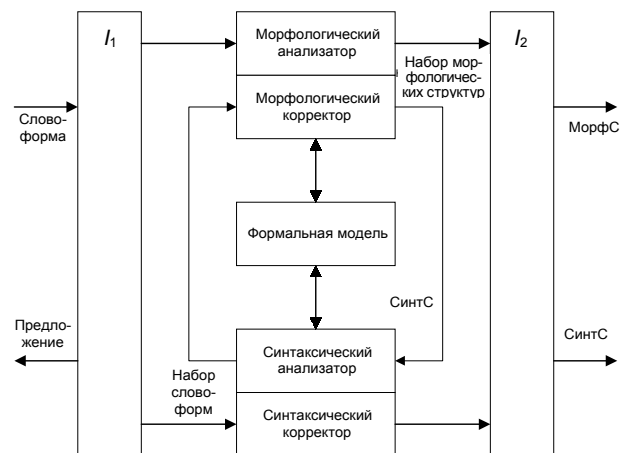 I1
Морфологический
анализатор
I2
Набор мор-
фологичес-
ких структур
Морфологический
корректор
Слово-
форма
МорфС
Формальная модель
СинтС
Предло-
жение
Синтаксический
анализатор
СинтС
Набор
слово-
форм
Синтаксический
корректор